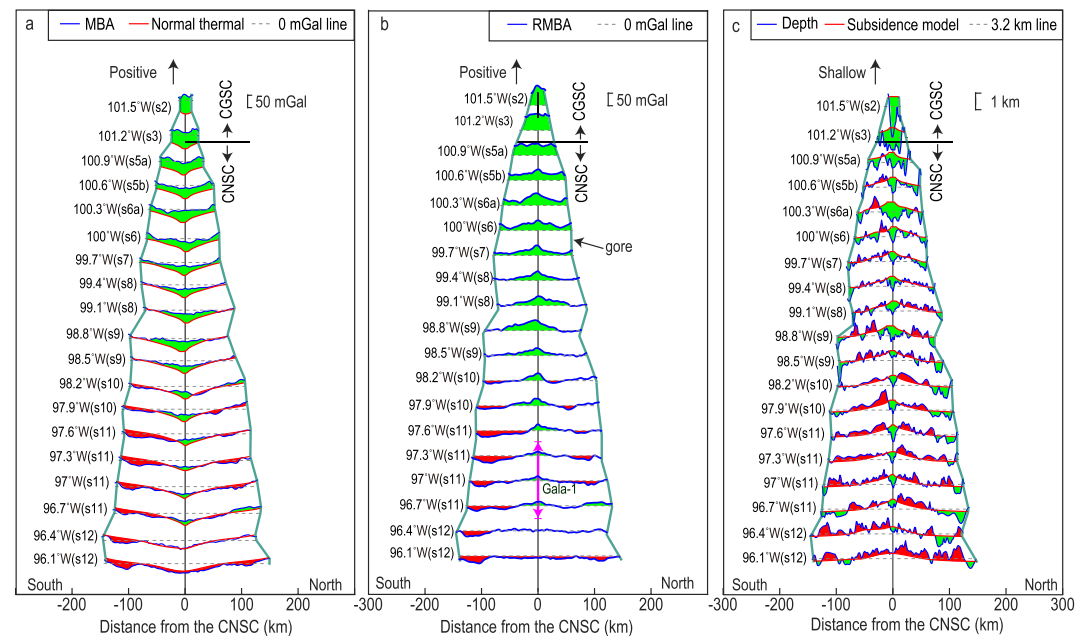 a
MBA
Normal thermal
0 mGal line
Positive
50 mGal
CGSC
CNSC
101.5°W(s2)
101.2°W(s3)
100.9°W(s5a)
100.6°W(s5b)
100.3°W(s6a)
100°W(s6)
99.7°W(s7)
99.4°W(s8)
99.1°W(s8)
98.8°W(s9)
98.5°W(s9)
98.2°W(s10)
97.9°W(s10)
97.6°W(s11)
97.3°W(s11)
97°W(s11)
96.7°W(s11)
96.4°W(s12)
96.1°W(s12)
South
North
-200
-100
0
100
200
Distance from the CNSC (km)
b
RMBA
0 mGal line
Positive
50 mGal
CGSC
CNSC
101.5°W(s2)
101.2°W(s3)
100.9°W(s5a)
100.6°W(s5b)
100.3°W(s6a)
100°W(s6)
gore
99.7°W(s7)
99.4°W(s8)
99.1°W(s8)
98.8°W(s9)
98.5°W(s9)
98.2°W(s10)
97.9°W(s10)
97.6°W(s11)
97.3°W(s11)
97°W(s11)
Gala-1
96.7°W(s11)
96.4°W(s12)
96.1°W(s12)
South
North
-300
-200
-100
0
100
200
Distance from the CNSC (km)
c
Depth
Subsidence model
3.2 km line
Shallow
1 km
CGSC
CNSC
101.5°W(s2)
101.2°W(s3)
100.9°W(s5a)
100.6°W(s5b)
100.3°W(s6a)
100°W(s6)
99.7°W(s7)
99.4°W(s8)
99.1°W(s8)
98.8°W(s9)
98.5°W(s9)
98.2°W(s10)
97.9°W(s10)
97.6°W(s11)
97.3°W(s11)
97°W(s11)
96.7°W(s11)
96.4°W(s12)
96.1°W(s12)
South
North
-300
-200
-100
0
100
200
300
Distance from the CNSC (km)